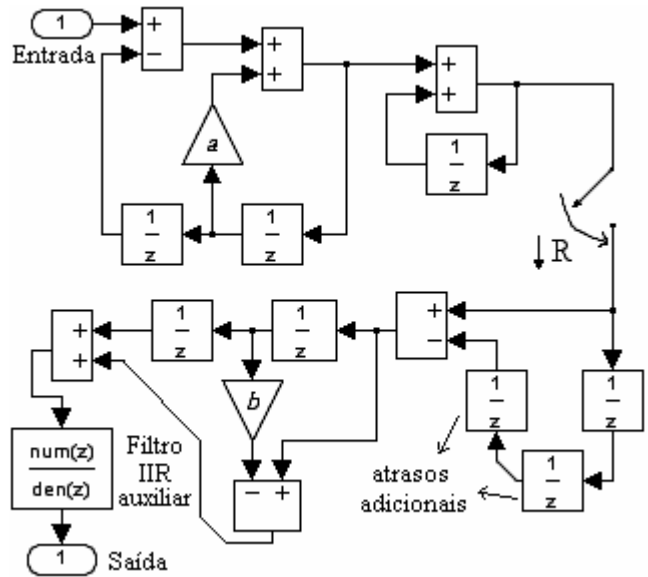 1
Entrada
+
−
+
+
+
+
a
1
z
1
z
1
z
R
+
+
1
z
1
z
+
−
b
1
z
1
z
1
z
num(z)
den(z)
Filtro
IIR
auxiliar
− +
atrasos
adicionais
1
Saída